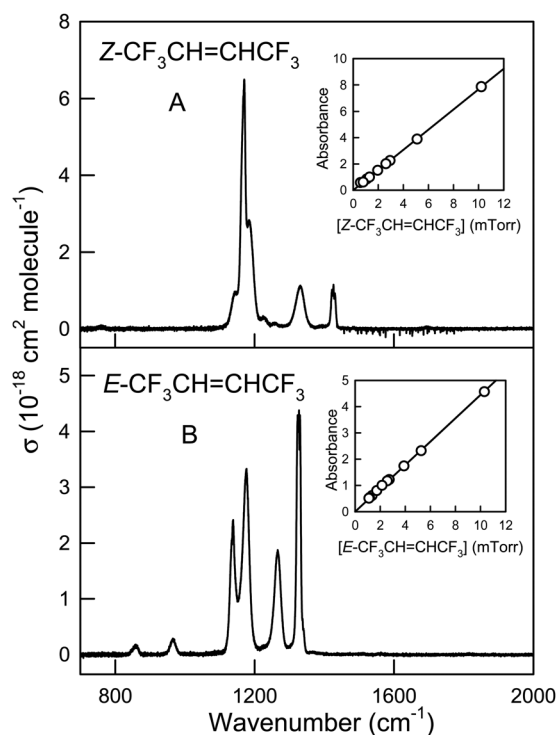 8
6
4
2
0
Z-CF₃CH=CHCF₃
A
10
8
6
4
2
0
Absorbance
0 2 4 6 8 10 12
[Z-CF₃CH=CHCF₃] (mTorr)
σ (10⁻¹⁸ cm² molecule⁻¹)
5
4
3
2
1
0
E-CF₃CH=CHCF₃
B
5
4
3
2
1
0
Absorbance
0 2 4 6 8 10 12
[E-CF₃CH=CHCF₃] (mTorr)
800 1200 1600 2000
Wavenumber (cm⁻¹)